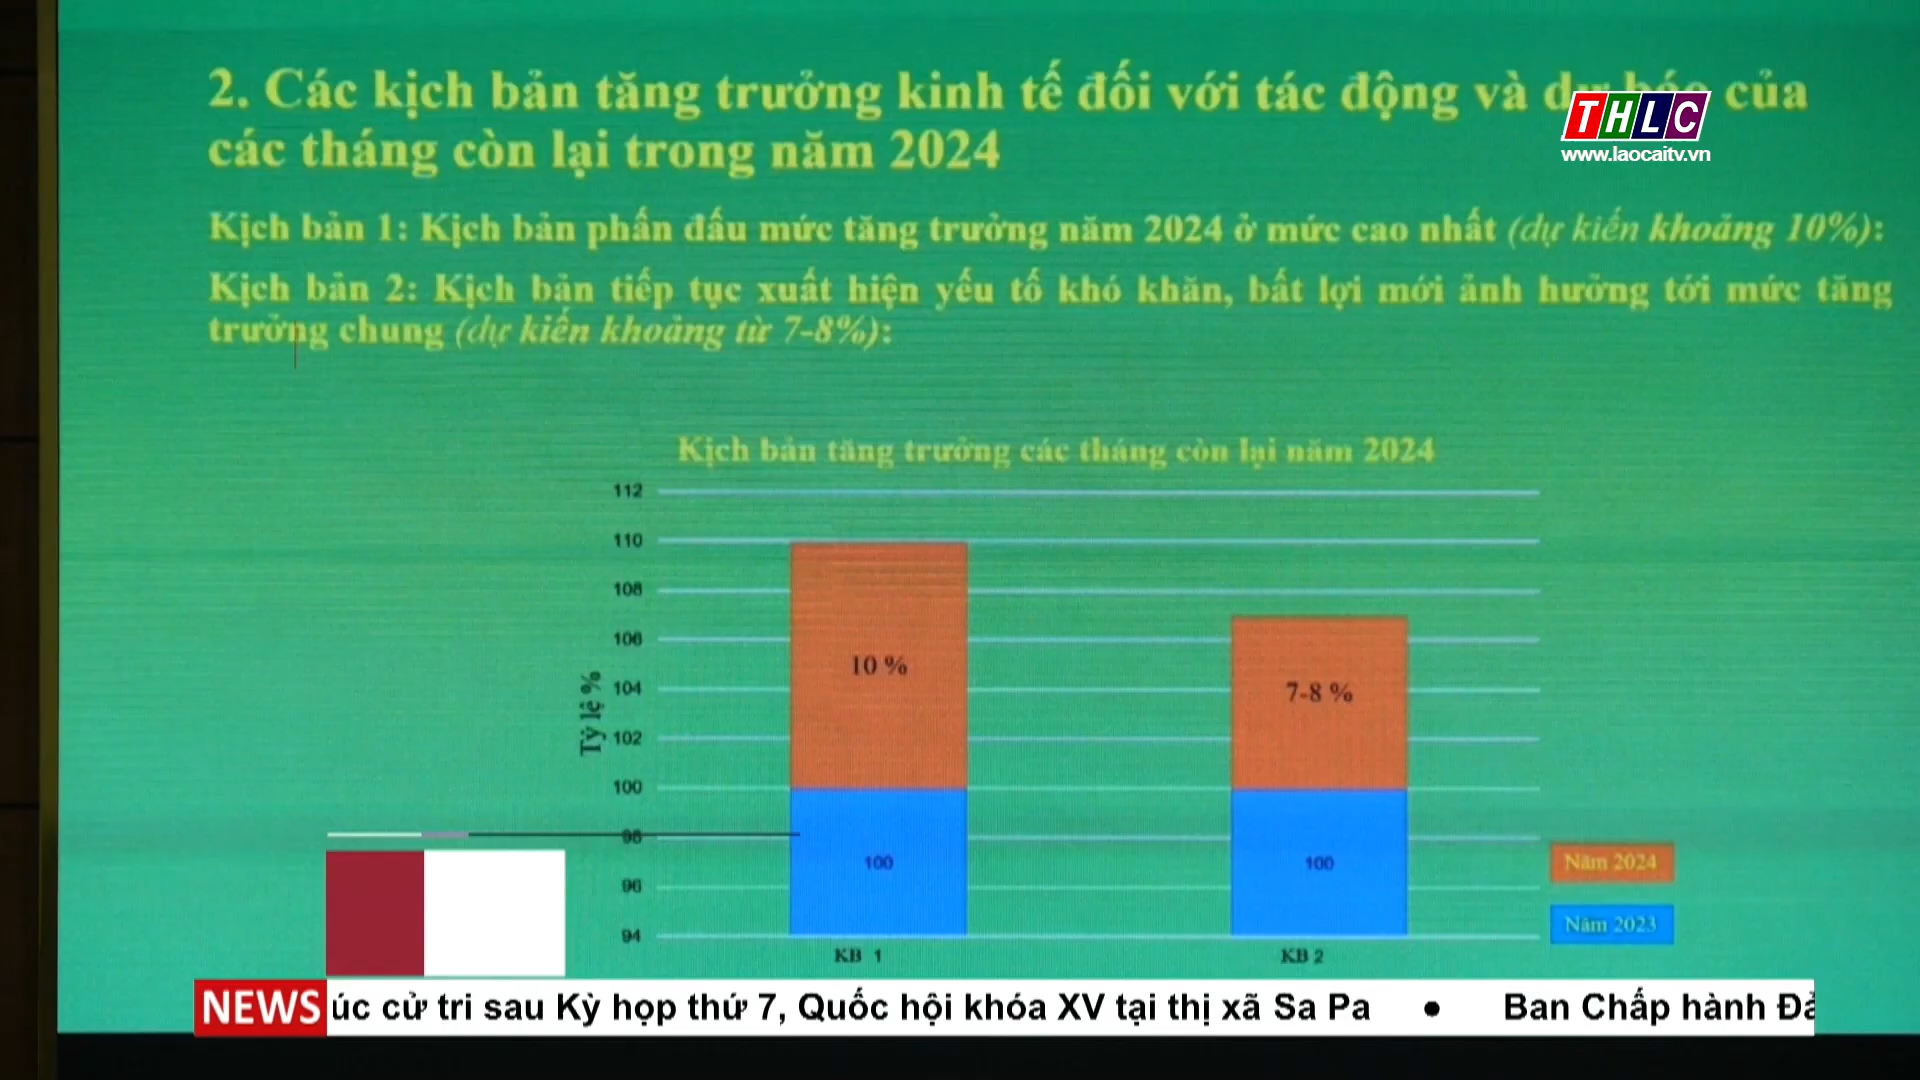 2. Các kịch bản tăng trưởng kinh tế đối với tác động và của
các tháng còn lại trong năm 2024
THLC
www.laocaitv.vn
Kịch bản 1: Kịch bản phấn đấu mức tăng trưởng năm 2024 ở mức cao nhất (dự kiến khoảng 10%):
Kịch bản 2: Kịch bản tiếp tục xuất hiện yếu tố khó khăn, bất lợi mới ảnh hưởng tới mức tăng
trưởng chung (dự kiến khoảng từ 7-8%):
Kịch bản tăng trưởng các tháng còn lại năm 2024
112
110
108
106
104
102
100
98
96
94
Tỷ lệ %
10 %
7-8 %
100
100
KB 1
KB 2
Năm 2024
Năm 2023
NEWS
úc cử tri sau Kỳ họp thứ 7, Quốc hội khóa XV tại thị xã Sa Pa • Ban Chấp hành Đả